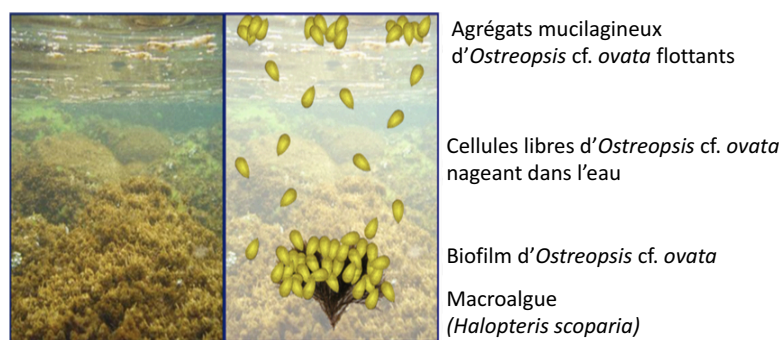 Agrégats mucilagineux
d’Ostreopsis cf. ovata flottants
Cellules libres d’Ostreopsis cf. ovata
nageant dans l’eau
Biofilm d’Ostreopsis cf. ovata
Macroalgue
(Halopteris scoparia)